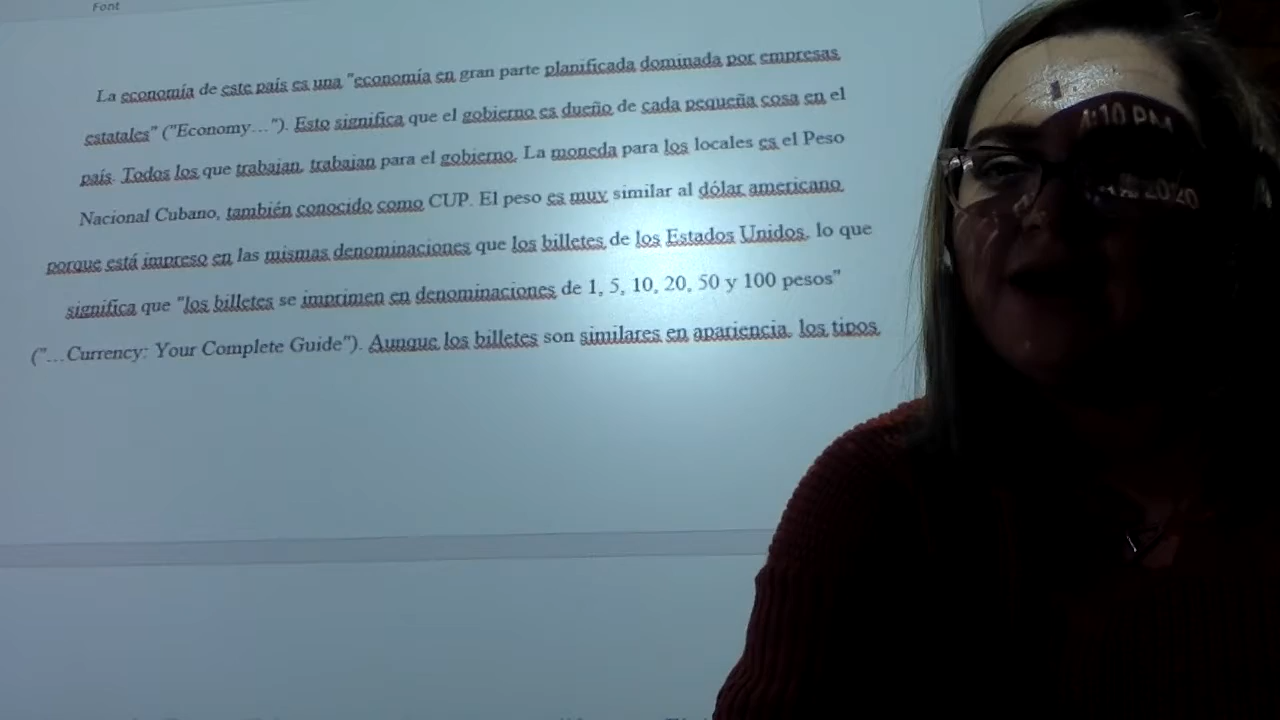 Font
La economía de este país es una "economía en gran parte planificada dominada por empresas
estatales" ("Economy…"). Esto significa que el gobierno es dueño de cada pequeña cosa en el
país. Todos los que trabajan, trabajan para el gobierno. La moneda para los locales es el Peso
Nacional Cubano, también conocido como CUP. El peso es muy similar al dólar americano
porque está impreso en las mismas denominaciones que los billetes de los Estados Unidos, lo que
significa que "los billetes se imprimen en denominaciones de 1, 5, 10, 20, 50 y 100 pesos"
("…Currency: Your Complete Guide"). Aunque los billetes son similares en apariencia, los tipos
4:10 PM
2020